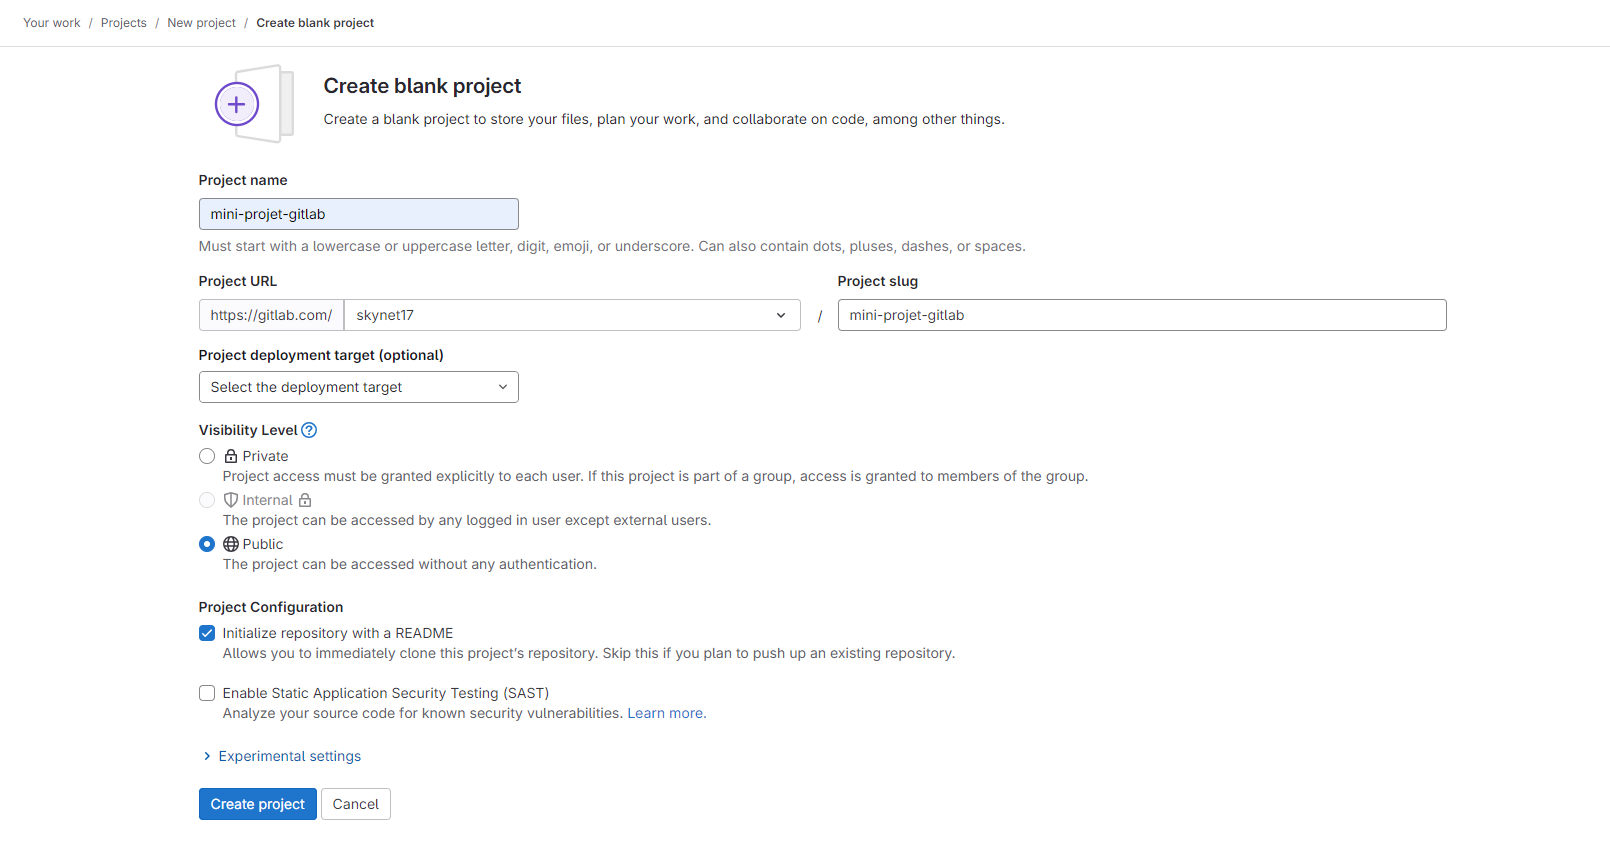 Your work / Projects / New project / Create blank project
Create blank project
Create a blank project to store your files, plan your work, and collaborate on code, among other things.
Project name
mini-projet-gitlab
Must start with a lowercase or uppercase letter, digit, emoji, or underscore. Can also contain dots, pluses, dashes, or spaces.
Project URL
Project slug
https://gitlab.com/ skynet17 / mini-projet-gitlab
Project deployment target (optional)
Select the deployment target
Visibility Level
Private
Project access must be granted explicitly to each user. If this project is part of a group, access is granted to members of the group.
Internal
The project can be accessed by any logged in user except external users.
Public
The project can be accessed without any authentication.
Project Configuration
Initialize repository with a README
Allows you to immediately clone this project's repository. Skip this if you plan to push up an existing repository.
Enable Static Application Security Testing (SAST)
Analyze your source code for known security vulnerabilities. Learn more.
Experimental settings
Create project Cancel